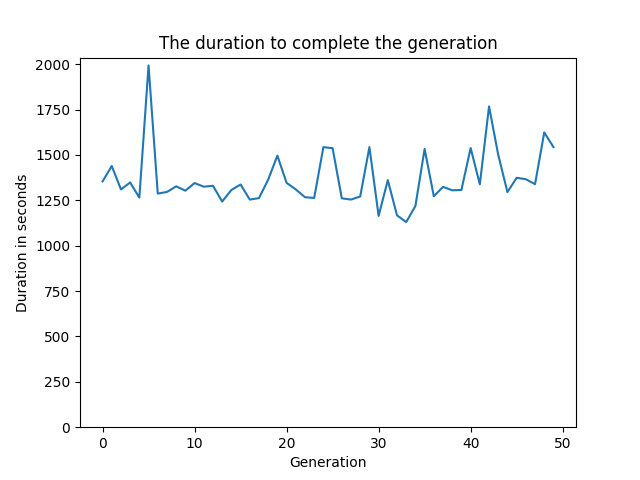 The duration to complete the generation
2000
1750
1500
1250
1000
750
500
250
0
Duration in seconds
0 10 20 30 40 50
Generation